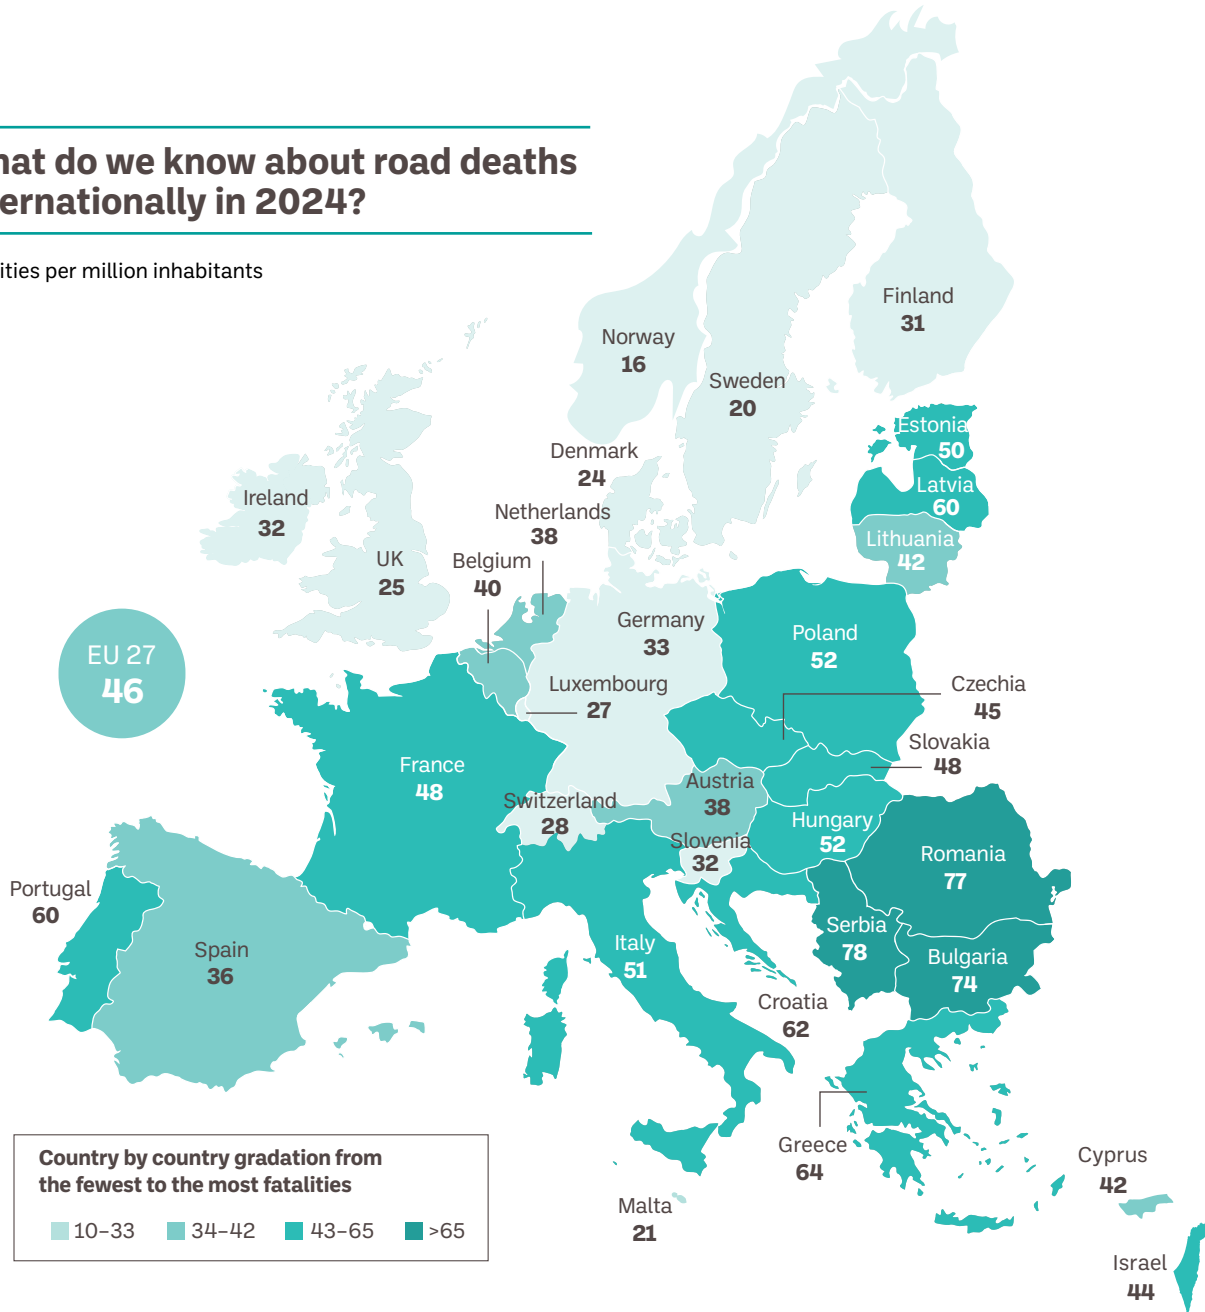 hat do we know about road deaths
ernationally in 2024?
ities per million inhabitants
Finland
31
Norway
16
Sweden
20
Estonia
50
Denmark
24
Latvia
60
Ireland
32
Netherlands
38
Lithuania
42
UK
25
Belgium
40
Germany
33
Poland
52
EU 27
46
Luxembourg
27
Czechia
45
Slovakia
48
France
48
Austria
38
Switzerland
28
Hungary
52
Slovenia
32
Romania
77
Portugal
60
Serbia
78
Spain
36
Italy
51
Bulgaria
74
Croatia
62
Greece
64
Cyprus
42
Malta
21
Israel
44
Country by country gradation from
the fewest to the most fatalities
10–33 34–42 43–65 >65